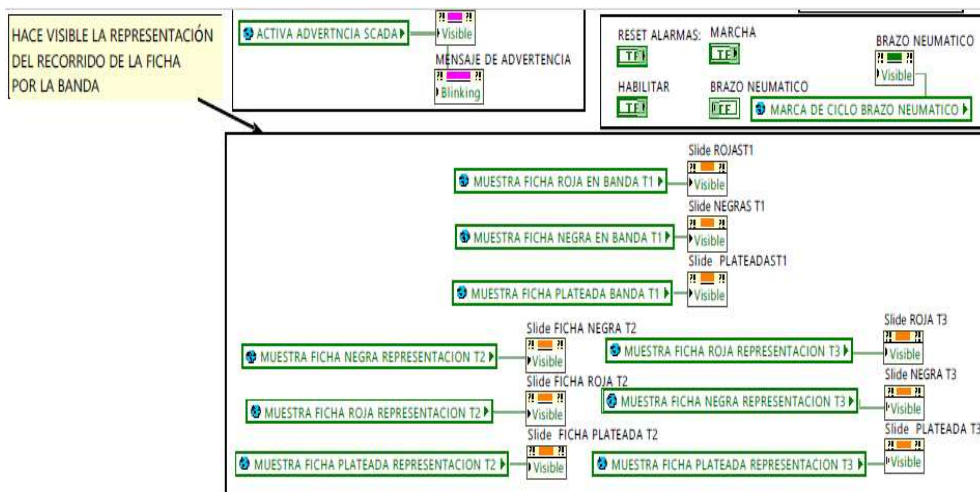 HACE VISIBLE LA REPRESENTACIÓN
DEL RECORRIDO DE LA FICHA
POR LA BANDA
ACTIVA ADVERTNCIA SCADA
Visible
MENSAJE DE ADVERTENCIA
Blinking
RESET ALARMAS: MARCHA
TF TF
BRAZO NEUMATICO
Visible
HABILITAR BRAZO NEUMATICO
TF TF
MARCA DE CICLO BRAZO NEUMATICO
Slide ROJAST1
MUESTRA FICHA ROJA EN BANDA T1
Visible
Slide NEGRAS T1
MUESTRA FICHA NEGRA EN BANDA T1
Visible
Slide PLATEADAST1
MUESTRA FICHA PLATEADA BANDA T1
Visible
Slide FICHA NEGRA T2
MUESTRA FICHA NEGRA REPRESENTACION T2
Visible
Slide ROJA T3
MUESTRA FICHA ROJA REPRESENTACION T3
Visible
Slide FICHA ROJA T2
MUESTRA FICHA ROJA REPRESENTACION T2
Visible
Slide NEGRA T3
MUESTRA FICHA NEGRA REPRESENTACION T3
Visible
Slide FICHA PLATEADA T2
MUESTRA FICHA PLATEADA REPRESENTACION T2
Visible
Slide PLATEADA T3
MUESTRA FICHA PLATEADA REPRESENTACION T3
Visible